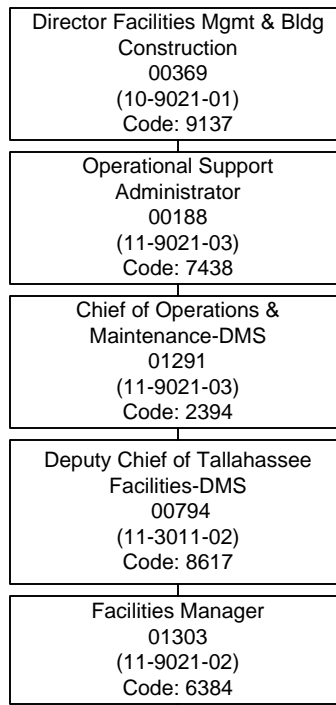 Director Facilities Mgmt & Bldg
Construction
00369
(10-9021-01)
Code: 9137
Operational Support
Administrator
00188
(11-9021-03)
Code: 7438
Chief of Operations &
Maintenance-DMS
01291
(11-9021-03)
Code: 2394
Deputy Chief of Tallahassee
Facilities-DMS
00794
(11-3011-02)
Code: 8617
Facilities Manager
01303
(11-9021-02)
Code: 6384